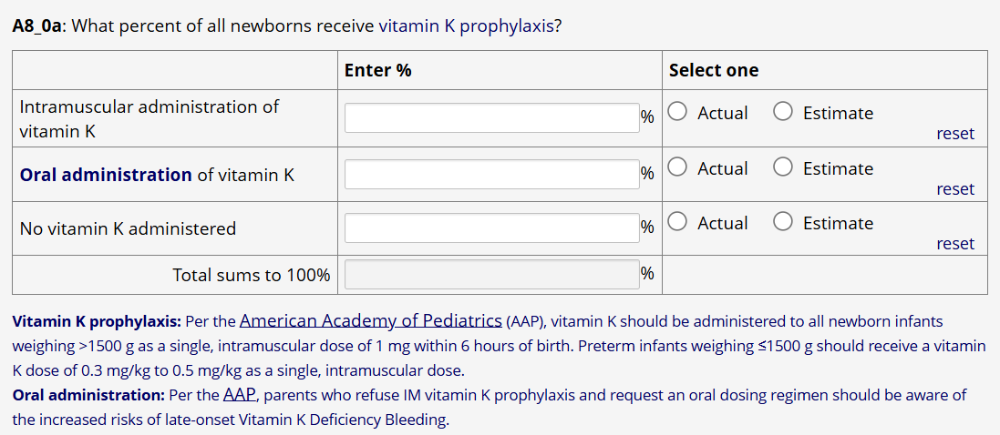 A8_0a: What percent of all newborns receive vitamin K prophylaxis?
Enter %
Select one
Intramuscular administration of
vitamin K
%
Actual
Estimate
reset
Oral administration of vitamin K
%
Actual
Estimate
reset
No vitamin K administered
%
Actual
Estimate
reset
Total sums to 100%
%
Vitamin K prophylaxis: Per the American Academy of Pediatrics (AAP), vitamin K should be administered to all newborn infants
weighing >1500 g as a single, intramuscular dose of 1 mg within 6 hours of birth. Preterm infants weighing ≤1500 g should receive a vitamin
K dose of 0.3 mg/kg to 0.5 mg/kg as a single, intramuscular dose.
Oral administration: Per the AAP, parents who refuse IM vitamin K prophylaxis and request an oral dosing regimen should be aware of
the increased risks of late-onset Vitamin K Deficiency Bleeding.